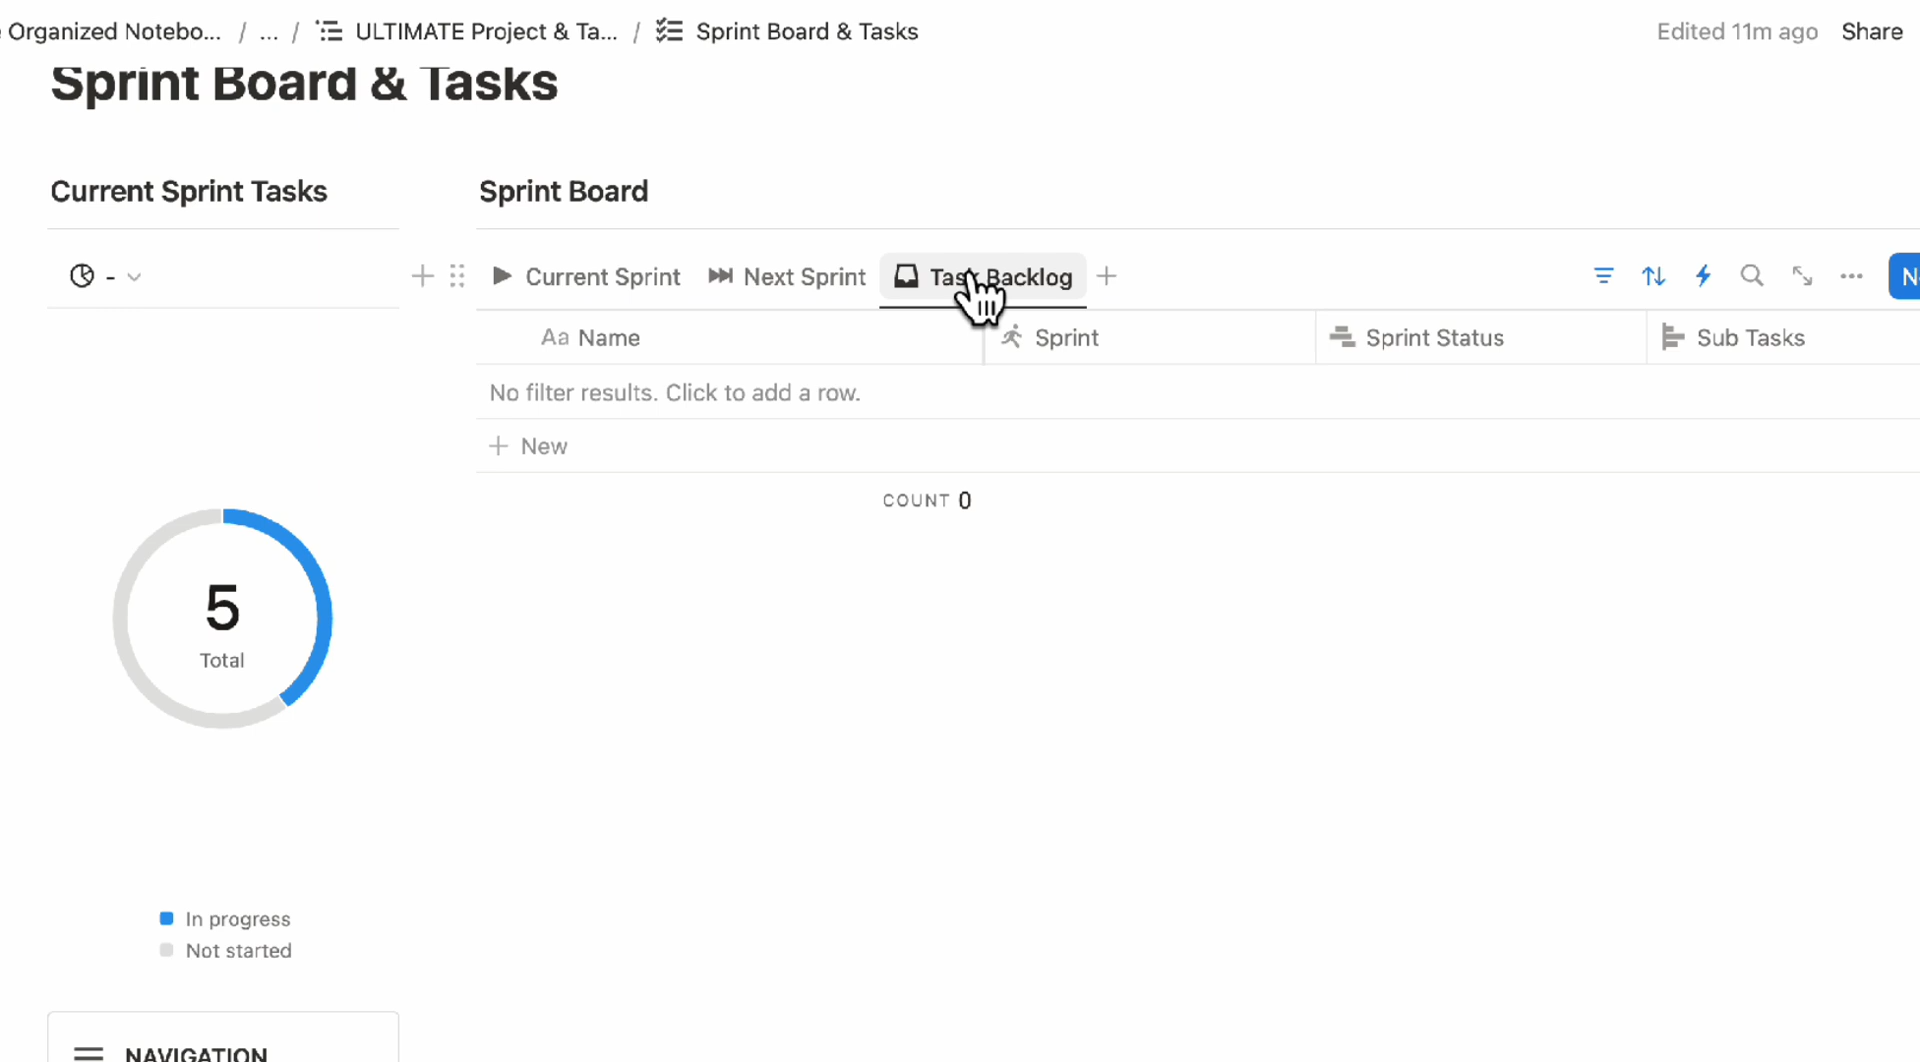 Organized Notebo... / ... / ULTIMATE Project & Ta... / Sprint Board & Tasks
Edited 11m ago Share
Sprint Board & Tasks
Current Sprint Tasks
-
5
Total
In progress
Not started
NAVIGATION
Sprint Board
Current Sprint Next Sprint Task Backlog
Aa Name Sprint Sprint Status Sub Tasks
No filter results. Click to add a row.
+ New
COUNT 0